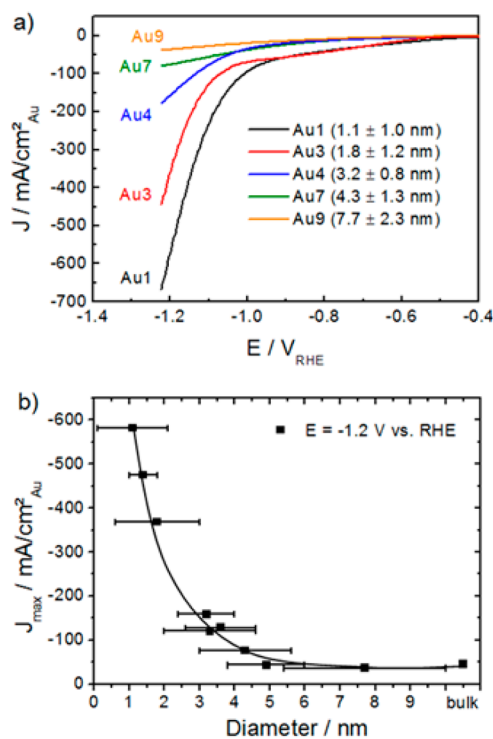 a)
0
-100
-200
-300
-400
-500
-600
-700
J / mA/cm²Au
Au9
Au7
Au4
Au3
Au1
Au1 (1.1 ± 1.0 nm)
Au3 (1.8 ± 1.2 nm)
Au4 (3.2 ± 0.8 nm)
Au7 (4.3 ± 1.3 nm)
Au9 (7.7 ± 2.3 nm)
-1.4 -1.2 -1.0 -0.8 -0.6 -0.4
E / VRHE
b)
-600
-500
-400
-300
-200
-100
0
Jmax / mA/cm²Au
E = -1.2 V vs. RHE
0 1 2 3 4 5 6 7 8 9 bulk
Diameter / nm